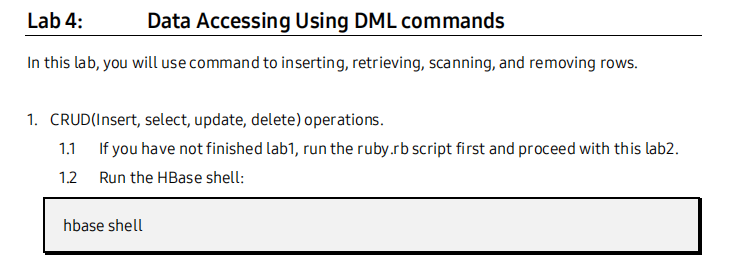 Lab 4: Data Accessing Using DML commands
In this lab, you will use command to inserting, retrieving, scanning, and removing rows.
1. CRUD(Insert, select, update, delete) operations.
1.1 If you have not finished lab1, run the ruby.rb script first and proceed with this lab2.
1.2 Run the HBase shell:
hbase shell